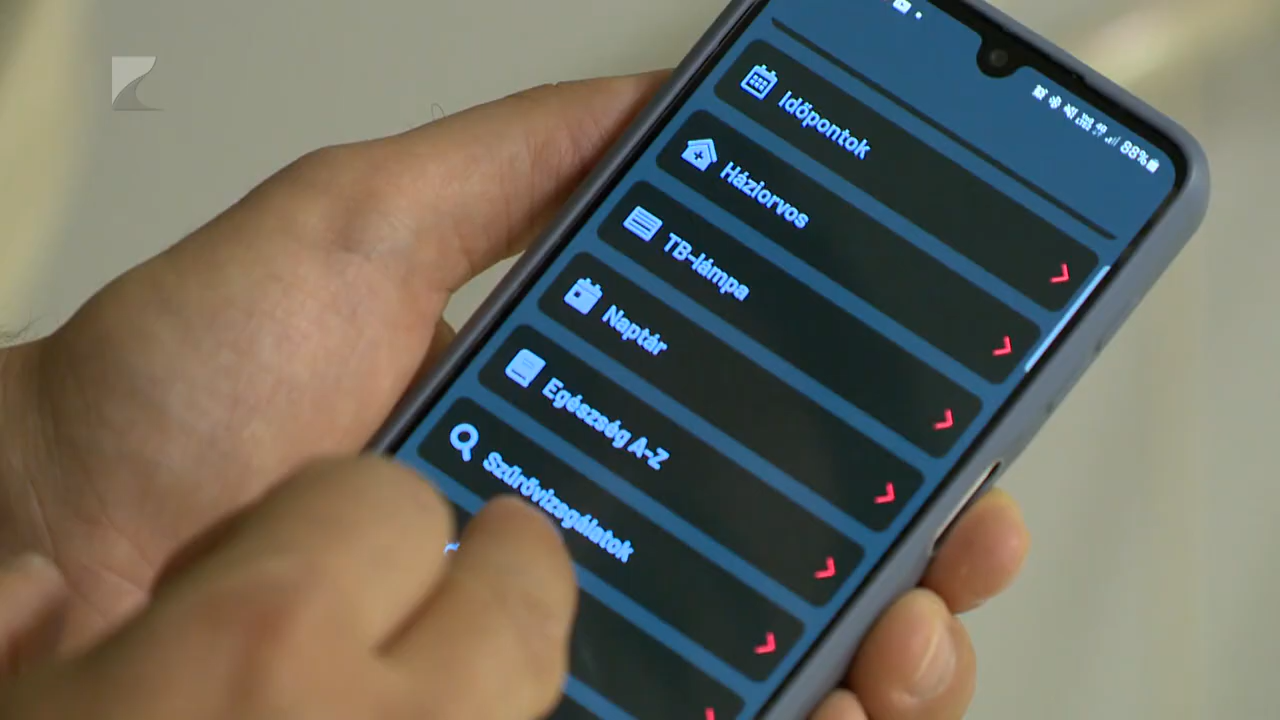 88%
Időpontok
Háziorvos
TB-lámpa
Naptár
Egészség A-Z
Szűrővizsgálatok